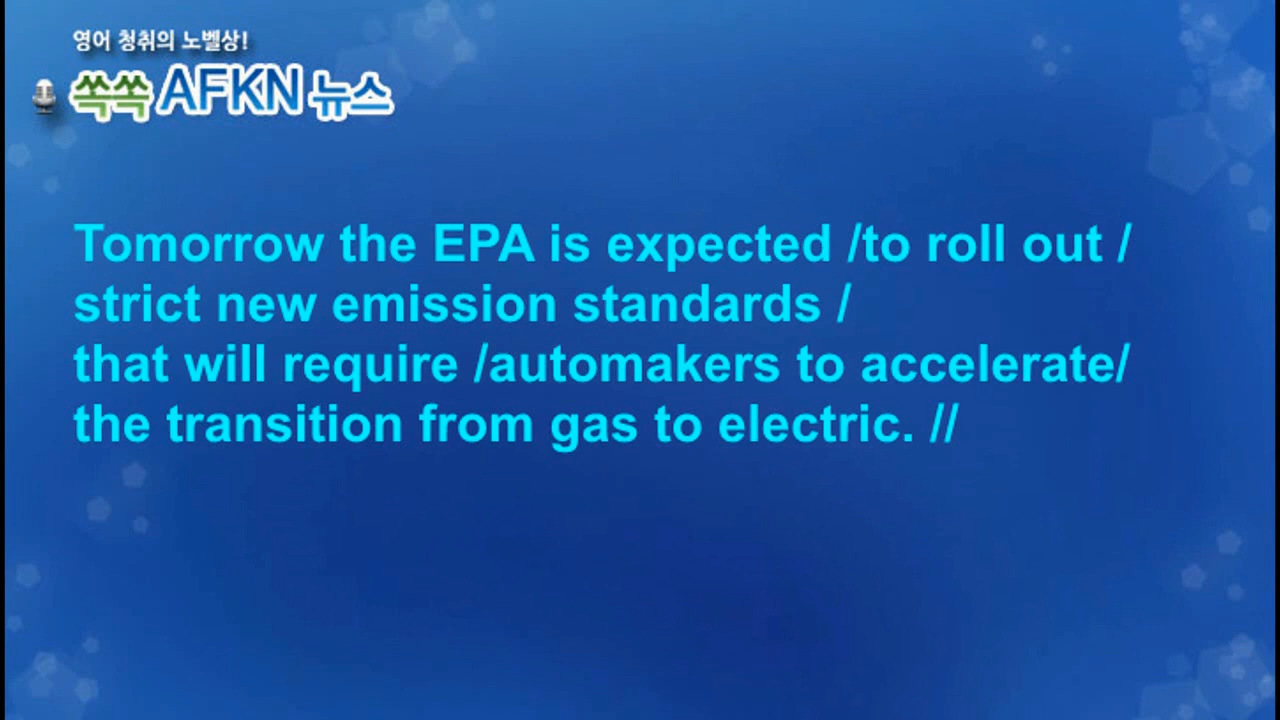 영어 청취의 노벨상!
쏙쏙 AFKN 뉴스
Tomorrow the EPA is expected /to roll out /
strict new emission standards /
that will require /automakers to accelerate/
the transition from gas to electric. //